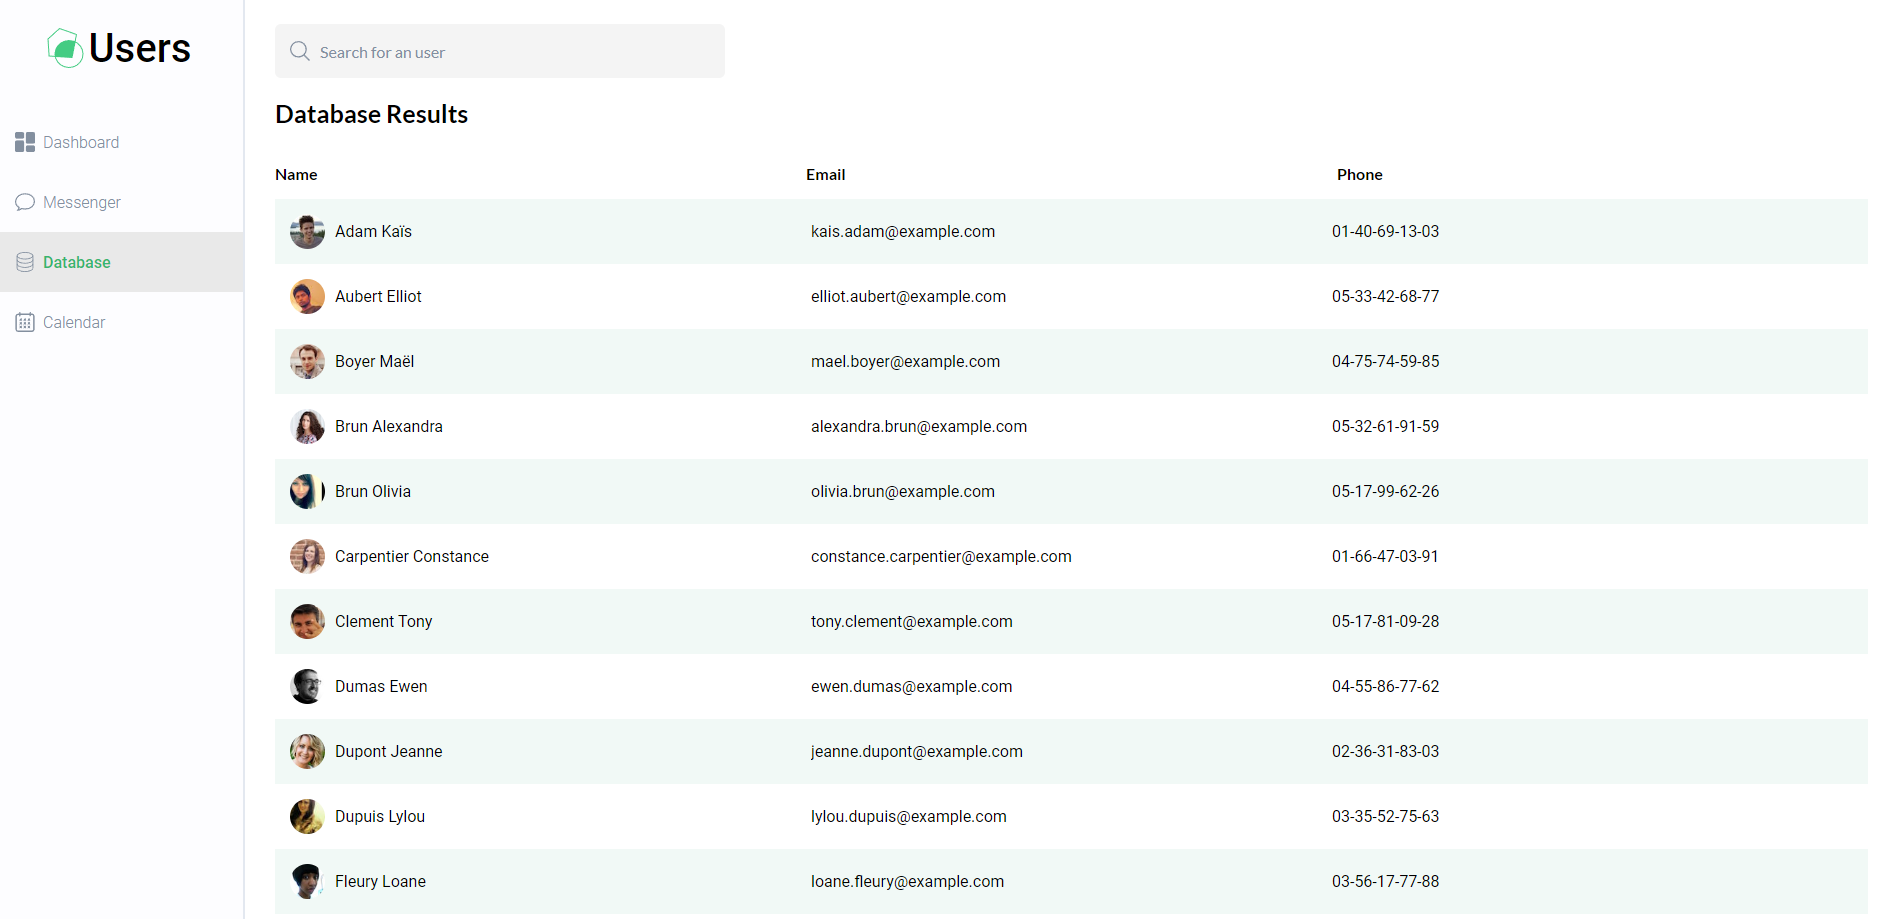 Users
Dashboard
Messenger
Database
Calendar
Search for an user
Database Results
Name Email Phone
Adam Kaïs kais.adam@example.com 01-40-69-13-03
Aubert Elliot elliot.aubert@example.com 05-33-42-68-77
Boyer Maël mael.boyer@example.com 04-75-74-59-85
Brun Alexandra alexandra.brun@example.com 05-32-61-91-59
Brun Olivia olivia.brun@example.com 05-17-99-62-26
Carpentier Constance constance.carpentier@example.com 01-66-47-03-91
Clement Tony tony.clement@example.com 05-17-81-09-28
Dumas Ewen ewen.dumas@example.com 04-55-86-77-62
Dupont Jeanne jeanne.dupont@example.com 02-36-31-83-03
Dupuis Lylou lylou.dupuis@example.com 03-35-52-75-63
Fleury Loane loane.fleury@example.com 03-56-17-77-88